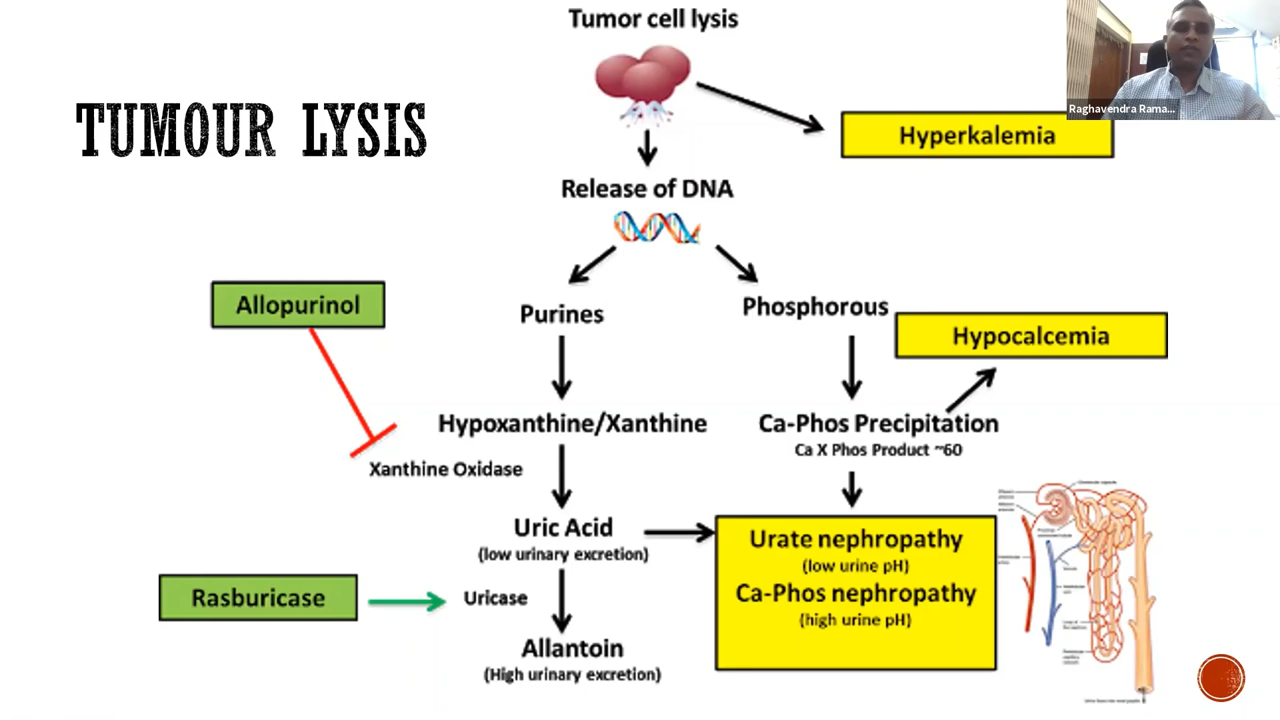 Tumor cell lysis
Raghavendra Rama...
TUMOUR LYSIS
Hyperkalemia
Release of DNA
Allopurinol
Purines
Phosphorous
Hypocalcemia
Hypoxanthine/Xanthine
Ca-Phos Precipitation
Ca X Phos Product ~60
Xanthine Oxidase
Uric Acid
(low urinary excretion)
Urate nephropathy
(low urine pH)
Ca-Phos nephropathy
(high urine pH)
Rasburicase
Uricase
Allantoin
(High urinary excretion)